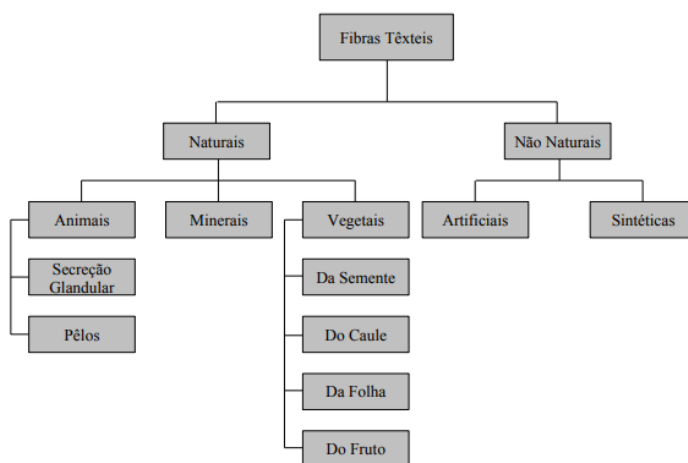 Fibras Têxteis
Naturais
Não Naturais
Animais
Minerais
Vegetais
Artificiais
Sintéticas
Secreção
Glandular
Pêlos
Da Semente
Do Caule
Da Folha
Do Fruto